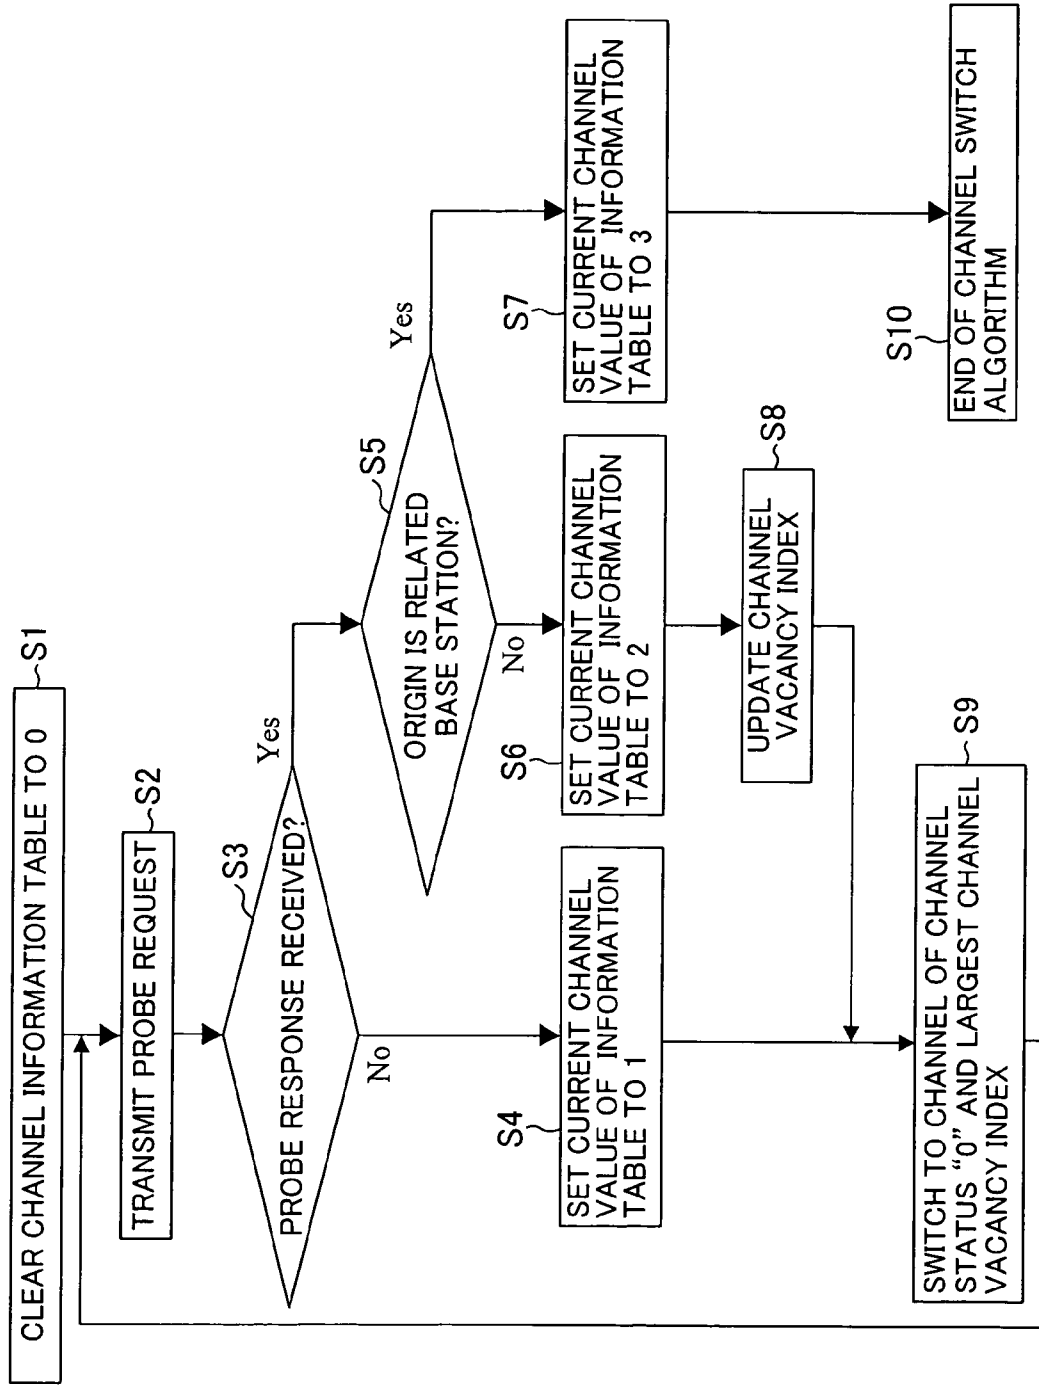 CLEAR CHANNEL INFORMATION TABLE TO 0
S1
TRANSMIT PROBE REQUEST
S2
PROBE RESPONSE RECEIVED?
S3
Yes
No
ORIGIN IS RELATED
BASE STATION?
S5
Yes
No
S4
SET CURRENT CHANNEL
VALUE OF INFORMATION
TABLE TO 1
S6
SET CURRENT CHANNEL
VALUE OF INFORMATION
TABLE TO 2
S7
SET CURRENT CHANNEL
VALUE OF INFORMATION
TABLE TO 3
UPDATE CHANNEL
VACANCY INDEX
S8
SWITCH TO CHANNEL OF CHANNEL
STATUS “0” AND LARGEST CHANNEL
VACANCY INDEX
S9
S10
END OF CHANNEL SWITCH
ALGORITHM